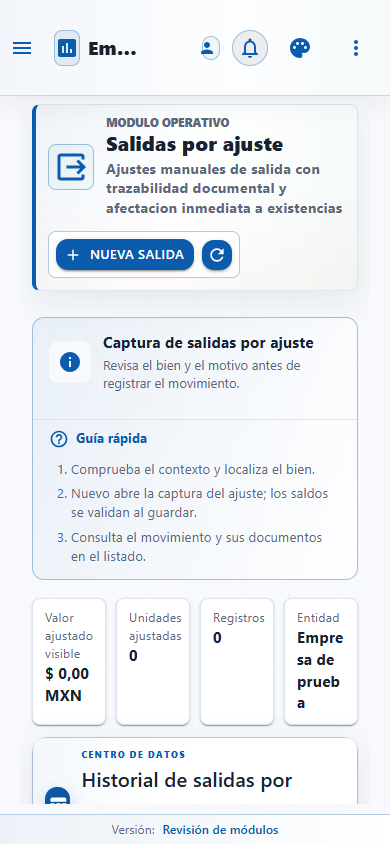 Em...
MODULO OPERATIVO
Salidas por ajuste
Ajustes manuales de salida con
trazabilidad documental y
afectacion inmediata a existencias
NUEVA SALIDA
Captura de salidas por ajuste
Revisa el bien y el motivo antes de
registrar el movimiento.
Guía rápida
1. Comprueba el contexto y localiza el bien.
2. Nuevo abre la captura del ajuste; los saldos
se validan al guardar.
3. Consulta el movimiento y sus documentos
en el listado.
Valor
ajustado
visible
$ 0,00
MXN
Unidades
ajustadas
0
Registros
0
Entidad
Empre
sa de
prueb
a
CENTRO DE DATOS
Historial de salidas por
Versión: Revisión de módulos